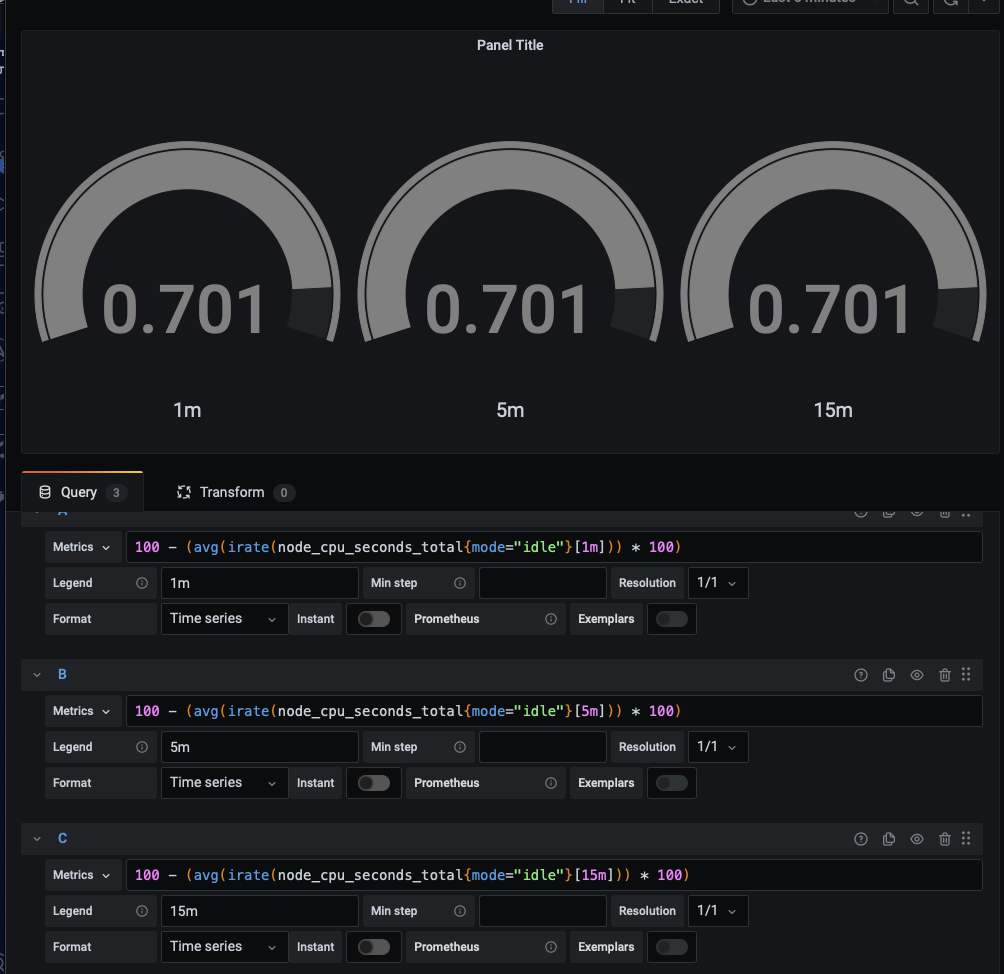 Fill Fit Exact Last 5 minutes
Panel Title
0.701 0.701 0.701
1m 5m 15m
Query 3 Transform 0
A
Metrics 100 - (avg(irate(node_cpu_seconds_total{mode="idle"}[1m])) * 100)
Legend 1m Min step Resolution 1/1
Format Time series Instant Prometheus Exemplars
B
Metrics 100 - (avg(irate(node_cpu_seconds_total{mode="idle"}[5m])) * 100)
Legend 5m Min step Resolution 1/1
Format Time series Instant Prometheus Exemplars
C
Metrics 100 - (avg(irate(node_cpu_seconds_total{mode="idle"}[15m])) * 100)
Legend 15m Min step Resolution 1/1
Format Time series Instant Prometheus Exemplars